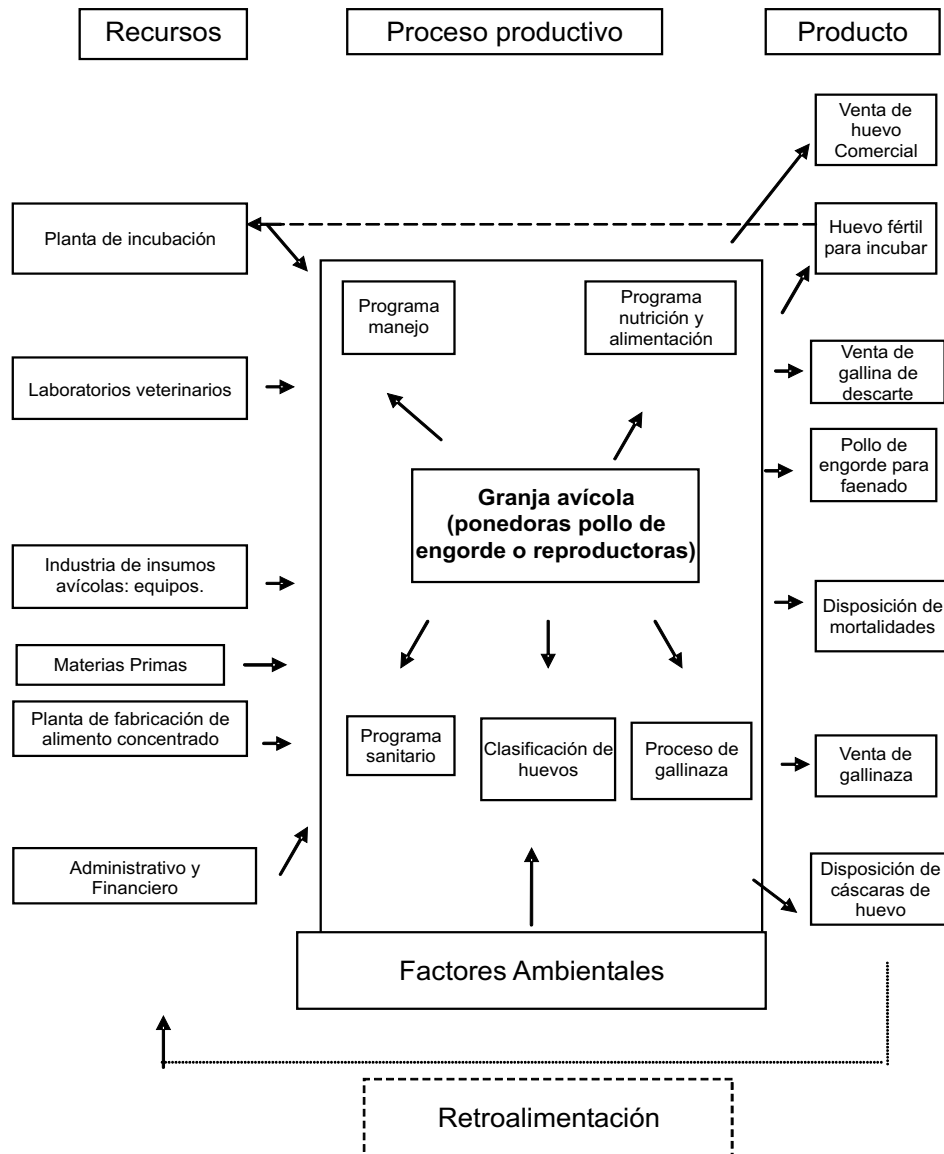 Recursos
Proceso productivo
Producto
Venta de
huevo
Comercial
Planta de incubación
Huevo fértil
para incubar
Programa
manejo
Programa
nutrición y
alimentación
Laboratorios veterinarios
Venta de
gallina de
descarte
Pollo de
engorde para
faenado
Granja avícola
(ponedoras pollo de
engorde o reproductoras)
Industria de insumos
avícolas: equipos.
Disposición de
mortalidades
Materias Primas
Planta de fabricación de
alimento concentrado
Programa
sanitario
Clasificación de
huevos
Proceso de
gallinaza
Venta de
gallinaza
Administrativo y
Financiero
Disposición de
cáscaras de
huevo
Factores Ambientales
Retroalimentación